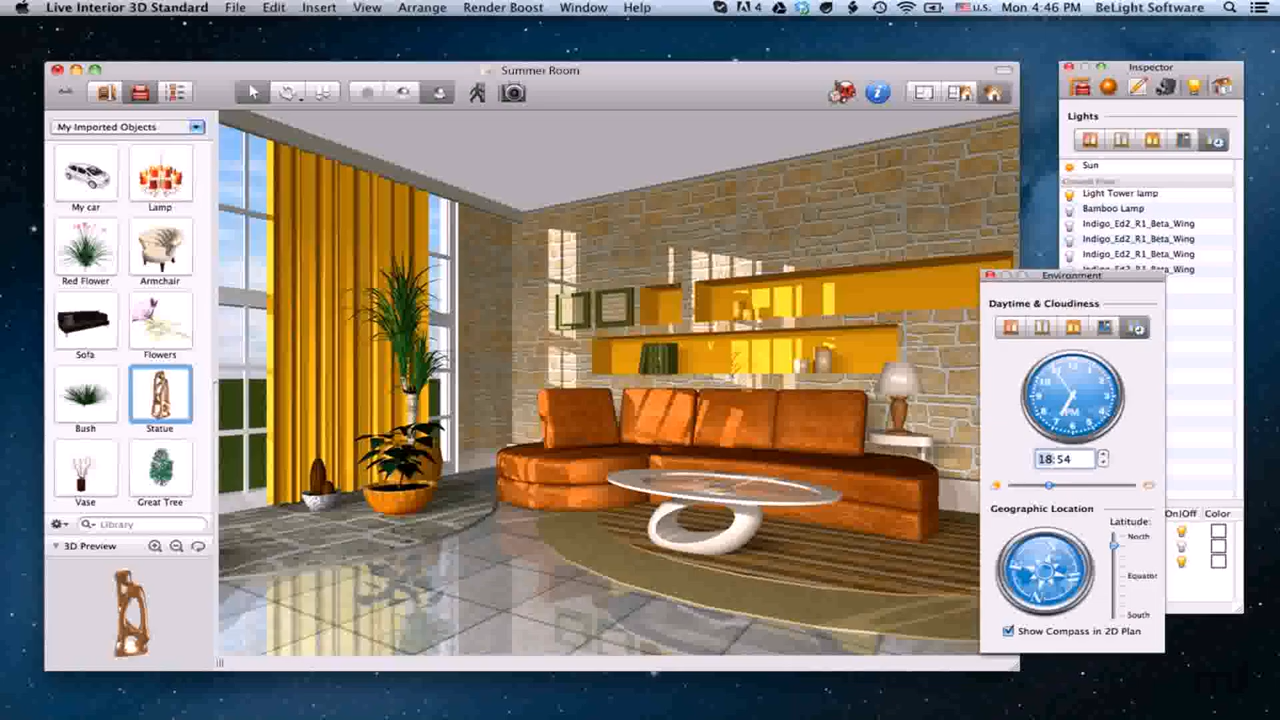 Live Interior 3D Standard File Edit Insert View Arrange Render Boost Window Help 4 U.S. Mon 4:46 PM BeLight Software
Summer Room
Inspector
My Imported Objects
Lights
My car Lamp
Red Flower Armchair
Sofa Flowers
Bush Statue
Vase Great Tree
Library
3D Preview
Sun
Light Tower lamp
Bamboo Lamp
Indigo_Ed2_R1_Beta_Wing
Indigo_Ed2_R1_Beta_Wing
Indigo_Ed2_R1_Beta_Wing
Indigo_Ed2_R1_Beta_Wing
Environment
Daytime & Cloudiness
PM
18:54
Geographic Location
Latitude:
North
Equator
South
N
Show Compass in 2D Plan
On|Off Color